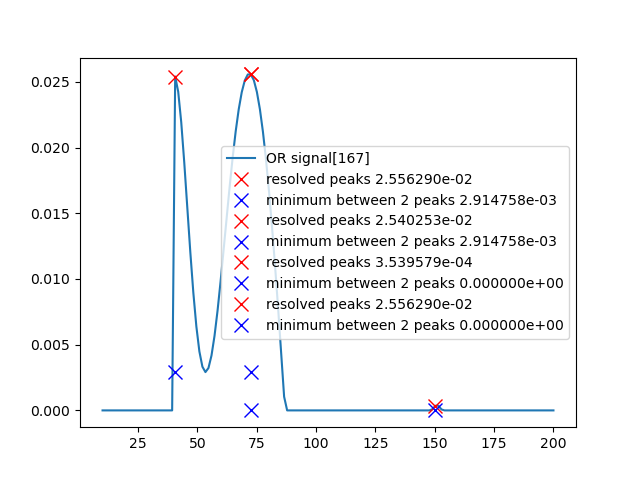 0.025
0.020
0.015
0.010
0.005
0.000
OR signal[167]
resolved peaks 2.556290e-02
minimum between 2 peaks 2.914758e-03
resolved peaks 2.540253e-02
minimum between 2 peaks 2.914758e-03
resolved peaks 3.539579e-04
minimum between 2 peaks 0.000000e+00
resolved peaks 2.556290e-02
minimum between 2 peaks 0.000000e+00
25 50 75 100 125 150 175 200